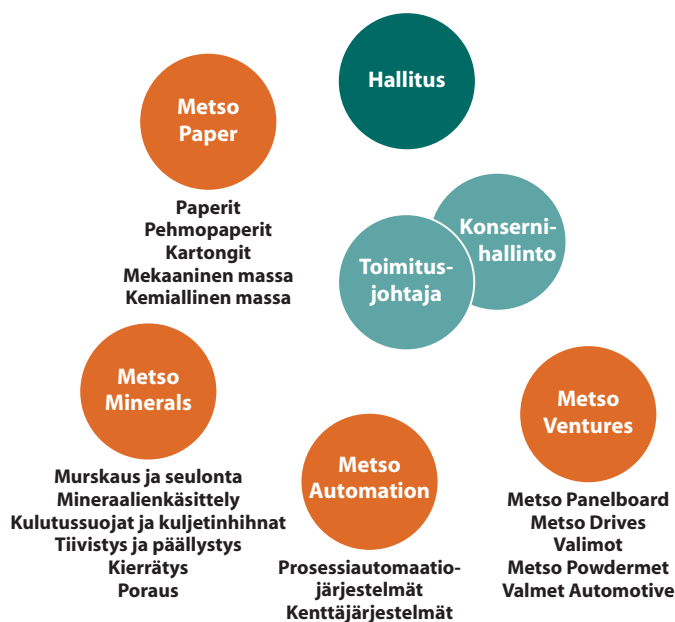 Hallitus
Metso
Paper
Paperit
Pehmopaperit
Kartongit
Mekaaninen massa
Kemiallinen massa
Konserni-
hallinto
Toimitus-
johtaja
Metso
Minerals
Murskaus ja seulonta
Mineraalienkäsittely
Kulutussuojat ja kuljetinhihnat
Tiivistys ja päällystys
Kierrätys
Poraus
Metso
Automation
Prosessiautomaatio-
järjestelmät
Kenttäjärjestelmät
Metso
Ventures
Metso Panelboard
Metso Drives
Valimot
Metso Powdermet
Valmet Automotive